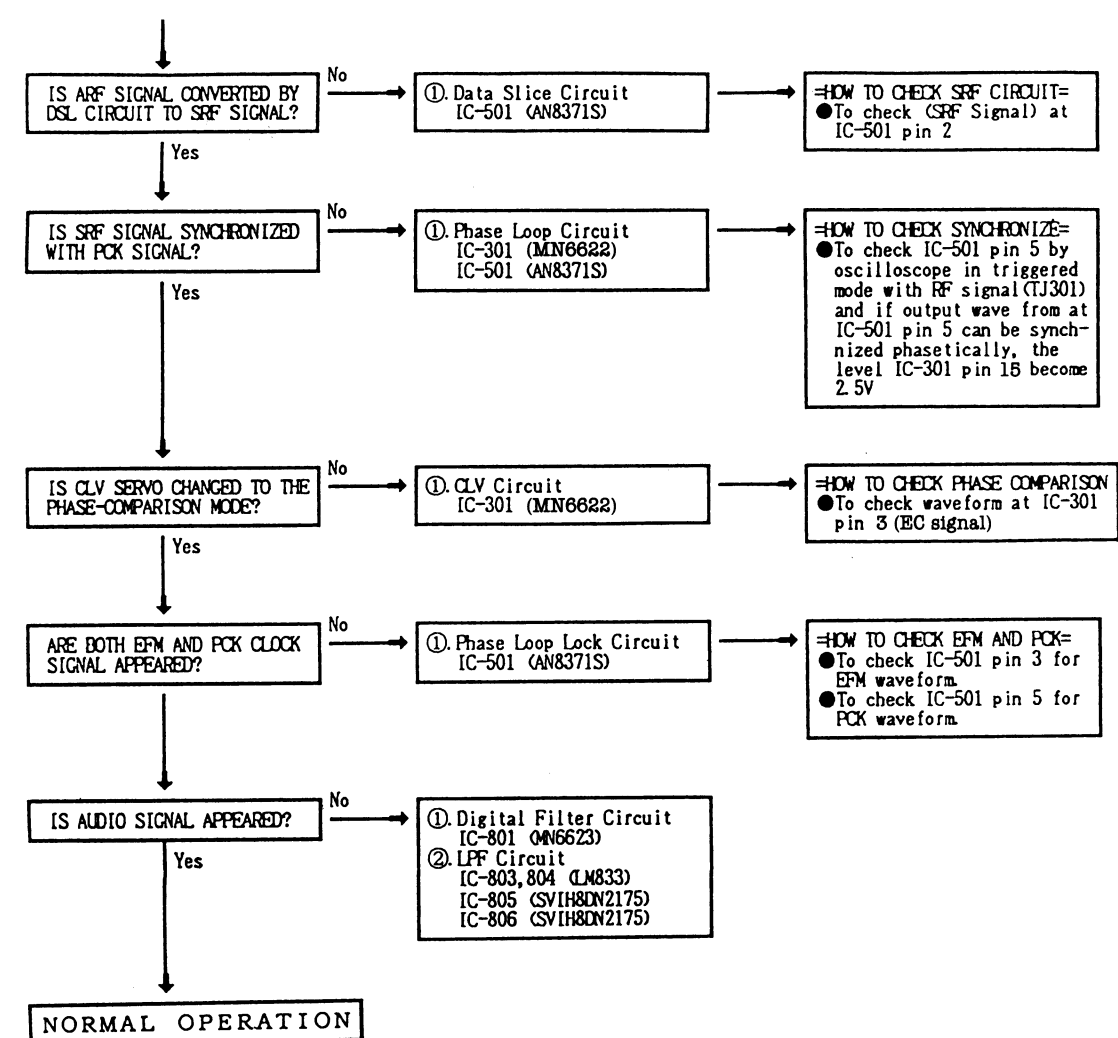 No
IS ARF SIGNAL CONVERTED BY
DSL CIRCUIT TO SRF SIGNAL?
①. Data Slice Circuit
IC-501 (AN8371S)
=HOW TO CHECK SRF CIRCUIT=
●To check (SRF Signal) at
IC-501 pin 2
Yes
No
IS SRF SIGNAL SYNCHRONIZED
WITH PCK SIGNAL?
①. Phase Loop Circuit
IC-301 (MN6622)
IC-501 (AN8371S)
=HOW TO CHECK SYNCHRONIZE=
●To check IC-501 pin 5 by
oscilloscope in triggered
mode with RF signal(TJ301)
and if output wave from at
IC-501 pin 5 can be synch-
nized phasetically, the
level IC-301 pin 15 become
2.5V
Yes
No
IS CLV SERVO CHANGED TO THE
PHASE-COMPARISON MODE?
①. CLV Circuit
IC-301 (MN6622)
=HOW TO CHECK PHASE COMPARISON
●To check waveform at IC-301
pin 3 (EC signal)
Yes
No
ARE BOTH EFM AND PCK CLOCK
SIGNAL APPEARED?
①. Phase Loop Lock Circuit
IC-501 (AN8371S)
=HOW TO CHECK EFM AND PCK=
●To check IC-501 pin 3 for
EFM waveform.
●To check IC-501 pin 5 for
PCK waveform.
No
IS AUDIO SIGNAL APPEARED?
①. Digital Filter Circuit
IC-801 (MN6623)
②. LPF Circuit
IC-803,804 (LM833)
IC-805 (SVIH8DN2175)
IC-806 (SVIH8DN2175)
Yes
NORMAL OPERATION